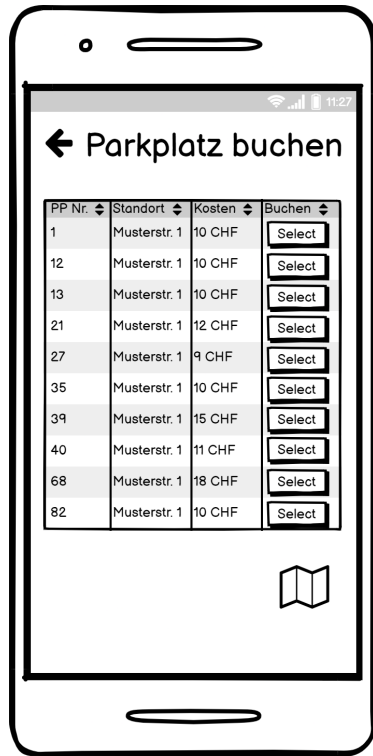 11:27
Parkplatz buchen
PP Nr. Standort Kosten Buchen
1 Musterstr. 1 10 CHF Select
12 Musterstr. 1 10 CHF Select
13 Musterstr. 1 10 CHF Select
21 Musterstr. 1 12 CHF Select
27 Musterstr. 1 9 CHF Select
35 Musterstr. 1 10 CHF Select
39 Musterstr. 1 15 CHF Select
40 Musterstr. 1 11 CHF Select
68 Musterstr. 1 18 CHF Select
82 Musterstr. 1 10 CHF Select